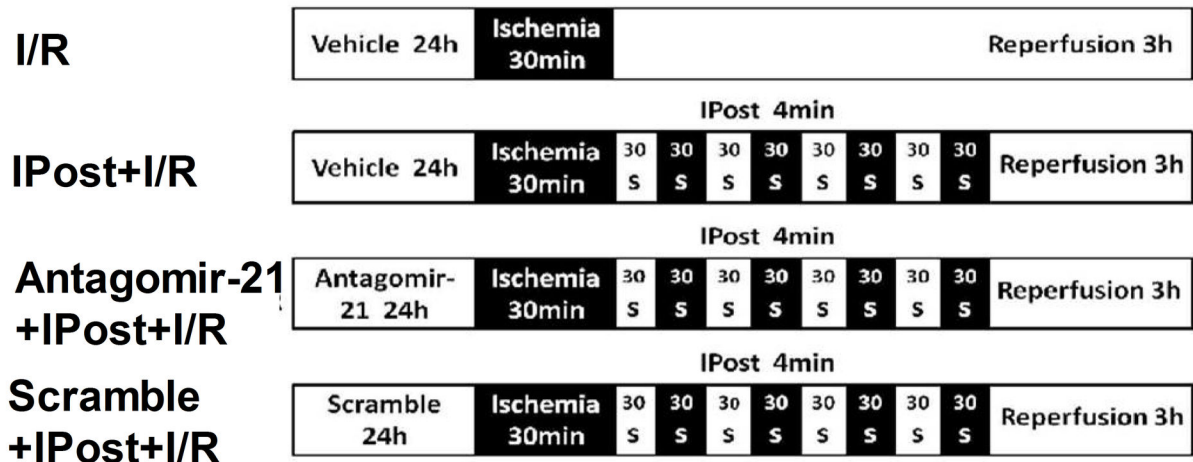 I/R
Vehicle 24h
Ischemia
30min
Reperfusion 3h
IPost 4min
IPost+I/R
Vehicle 24h
Ischemia
30min
30 30 30 30 30 30 30 30
S S S S S S S S
Reperfusion 3h
IPost 4min
Antagomir-21
+IPost+I/R
Antagomir-
21 24h
Ischemia
30min
30 30 30 30 30 30 30 30
S S S S S S S S
Reperfusion 3h
IPost 4min
Scramble
+IPost+I/R
Scramble
24h
Ischemia
30min
30 30 30 30 30 30 30 30
S S S S S S S S
Reperfusion 3h